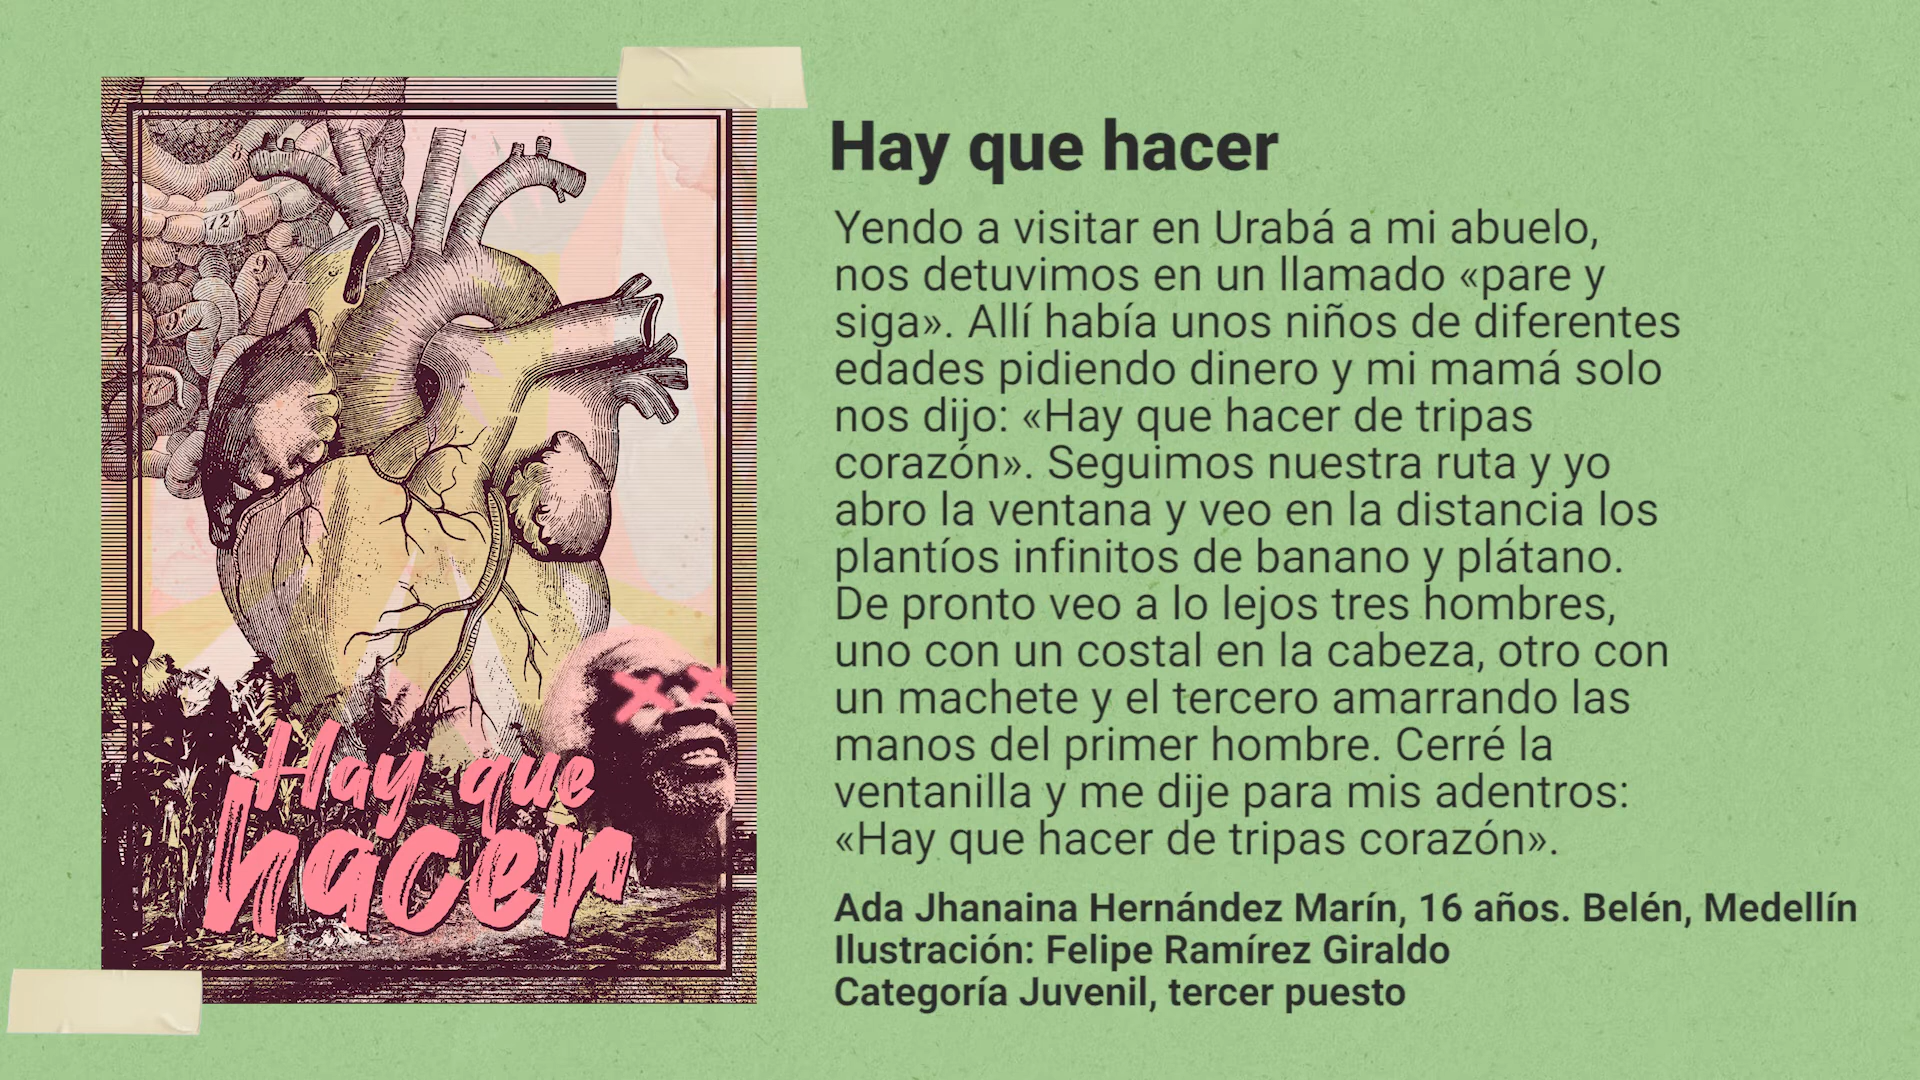 Hay que
hacer
Hay que hacer
Yendo a visitar en Urabá a mi abuelo,
nos detuvimos en un llamado «pare y
siga». Allí había unos niños de diferentes
edades pidiendo dinero y mi mamá solo
nos dijo: «Hay que hacer de tripas
corazón». Seguimos nuestra ruta y yo
abro la ventana y veo en la distancia los
plantíos infinitos de banano y plátano.
De pronto veo a lo lejos tres hombres,
uno con un costal en la cabeza, otro con
un machete y el tercero amarrando las
manos del primer hombre. Cerré la
ventanilla y me dije para mis adentros:
«Hay que hacer de tripas corazón».
Ada Jhanaina Hernández Marín, 16 años. Belén, Medellín
Ilustración: Felipe Ramírez Giraldo
Categoría Juvenil, tercer puesto